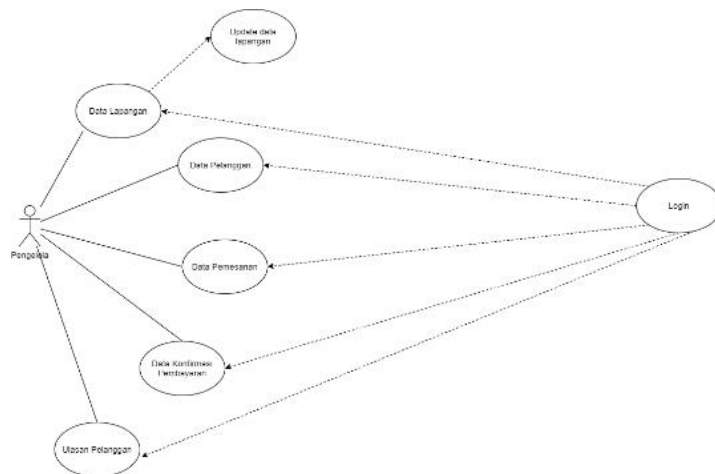 Update data
lapangan
Data Lapangan
Data Pelanggan
Login
Pengelola
Data Pemesanan
Data Konfirmasi
Pembayaran
Ulasan Pelanggan